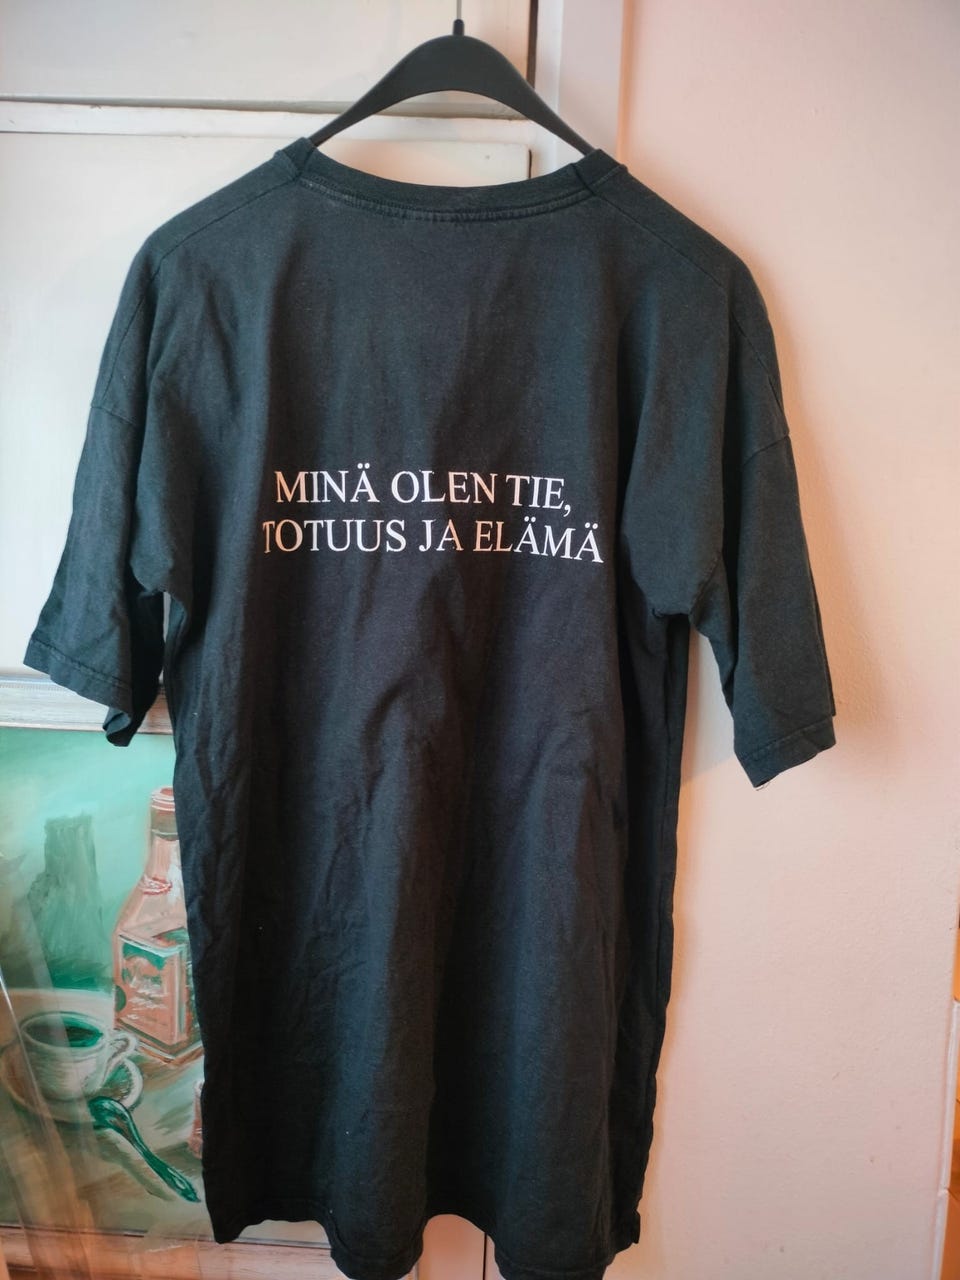 MINÄ OLEN TIE,
TOTUUS JA ELÄMÄ